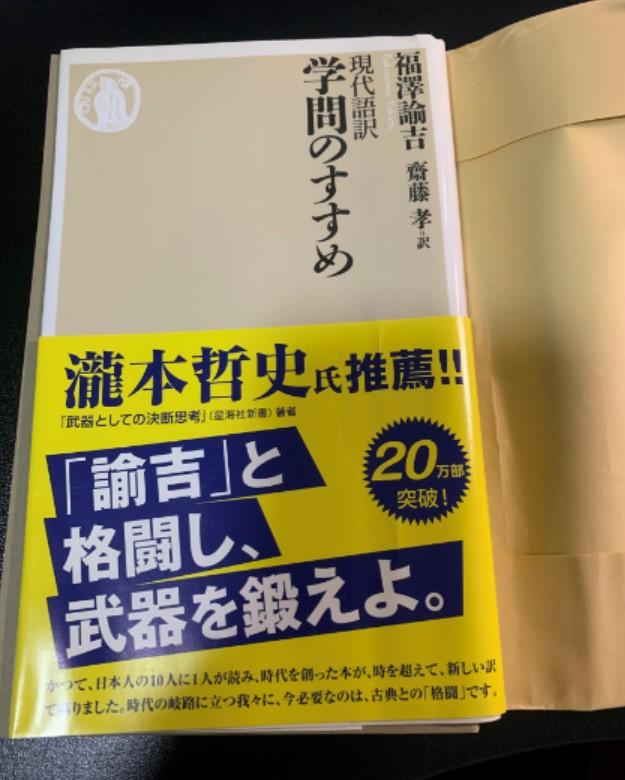 福澤諭吉
齋藤 孝=訳
現代語訳
学問のすすめ
瀧本哲史氏推薦!!
『武器としての決断思考』(星海社新書)著者
20万部
突破!
「諭吉」と
格闘し、
武器を鍛えよ。
かつて、日本人の10人に1人が読み、時代を創った本が、時を超えて、新しい訳
で蘇りました。時代の岐路に立つ我々に、今必要なのは、古典との「格闘」です。